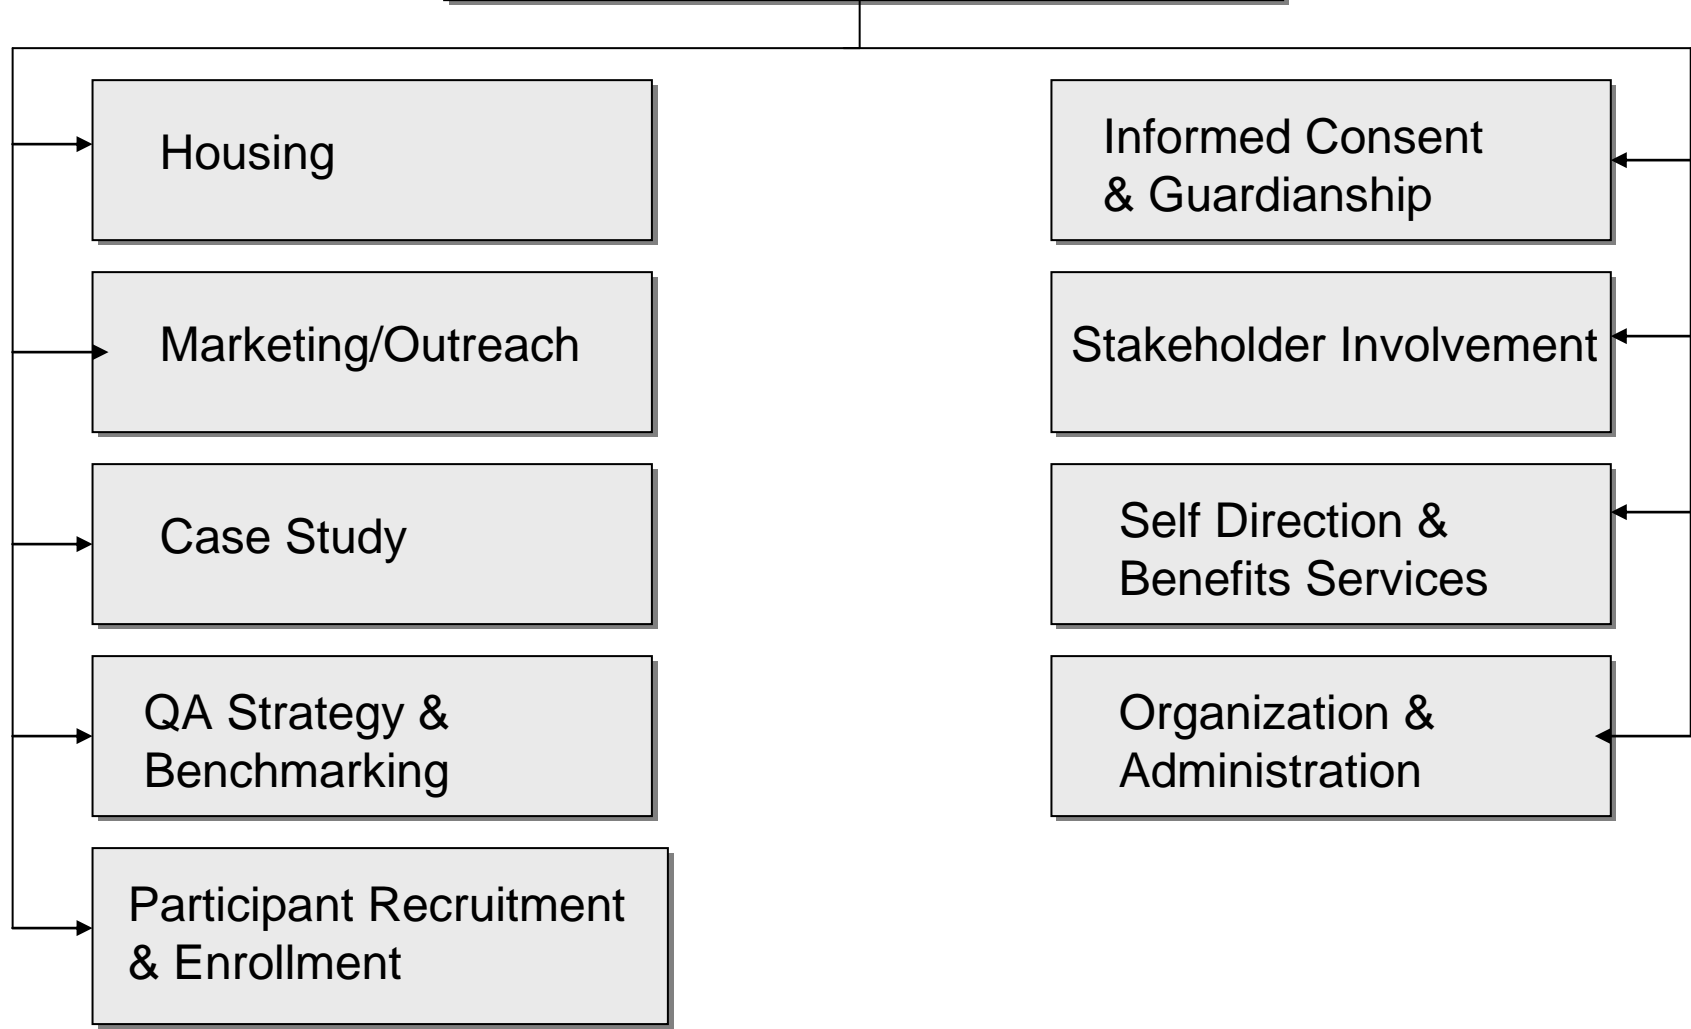 Housing
Marketing/Outreach
Case Study
QA Strategy &
Benchmarking
Participant Recruitment
& Enrollment
Informed Consent
& Guardianship
Stakeholder Involvement
Self Direction &
Benefits Services
Organization &
Administration